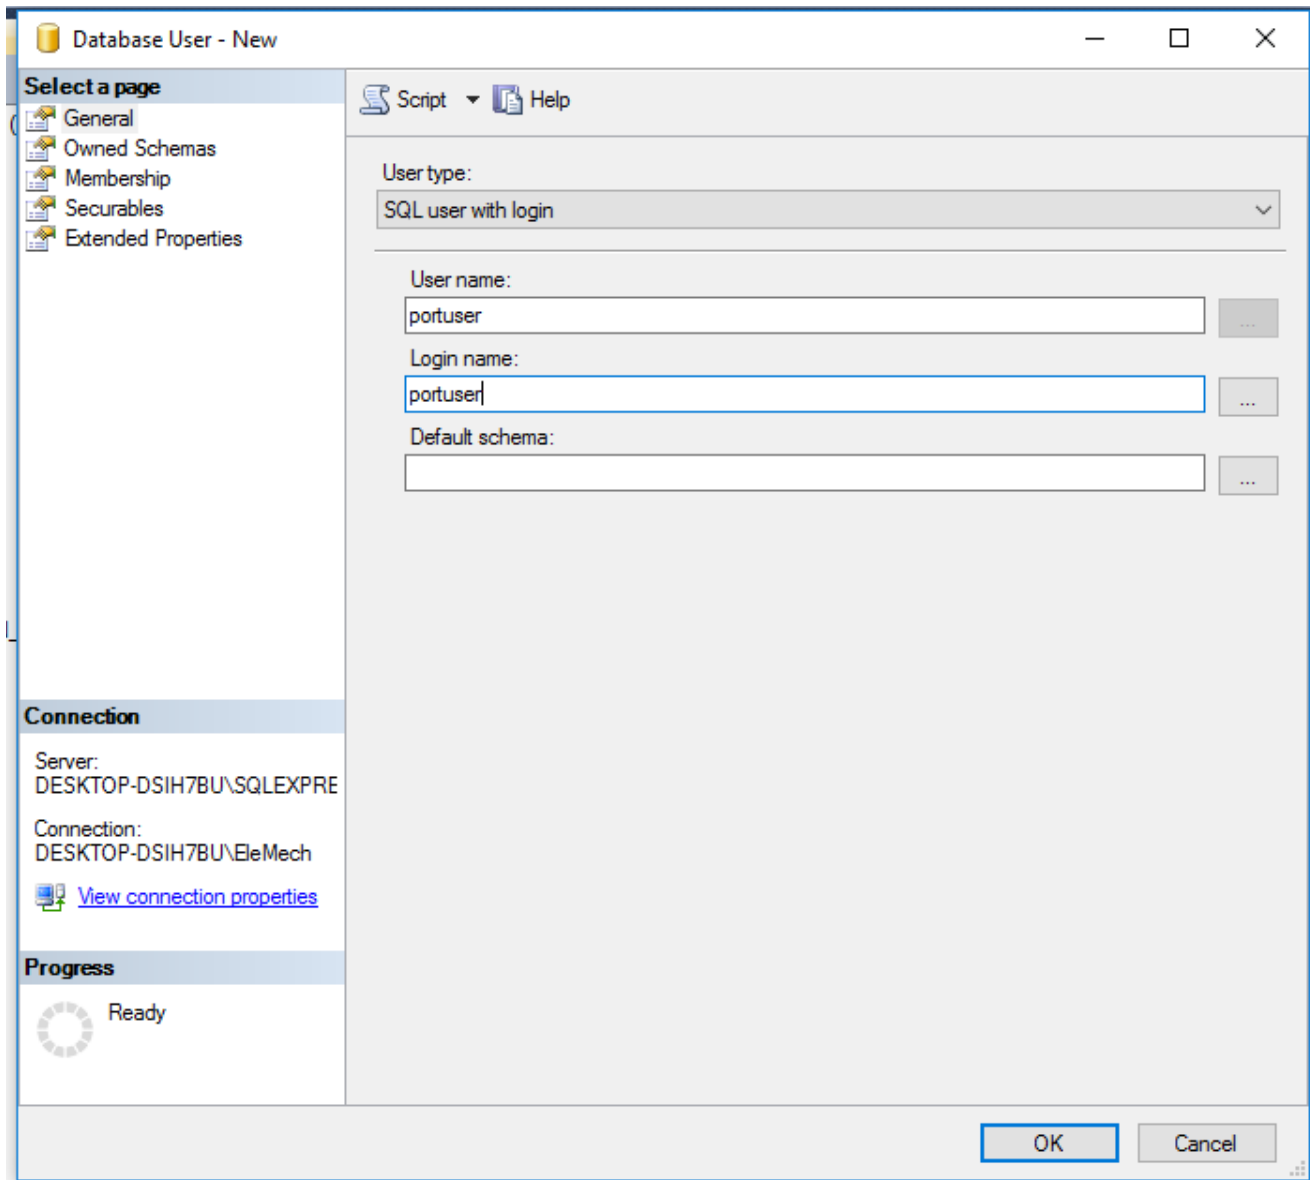 Database User - New
Select a page
General
Owned Schemas
Membership
Securables
Extended Properties
Script
Help
User type:
SQL user with login
User name:
portuser
...
Login name:
portuser
...
Default schema:
...
Connection
Server:
DESKTOP-DSIH7BU\SQLEXPRE
Connection:
DESKTOP-DSIH7BU\EleMech
View connection properties
Progress
Ready
OK
Cancel